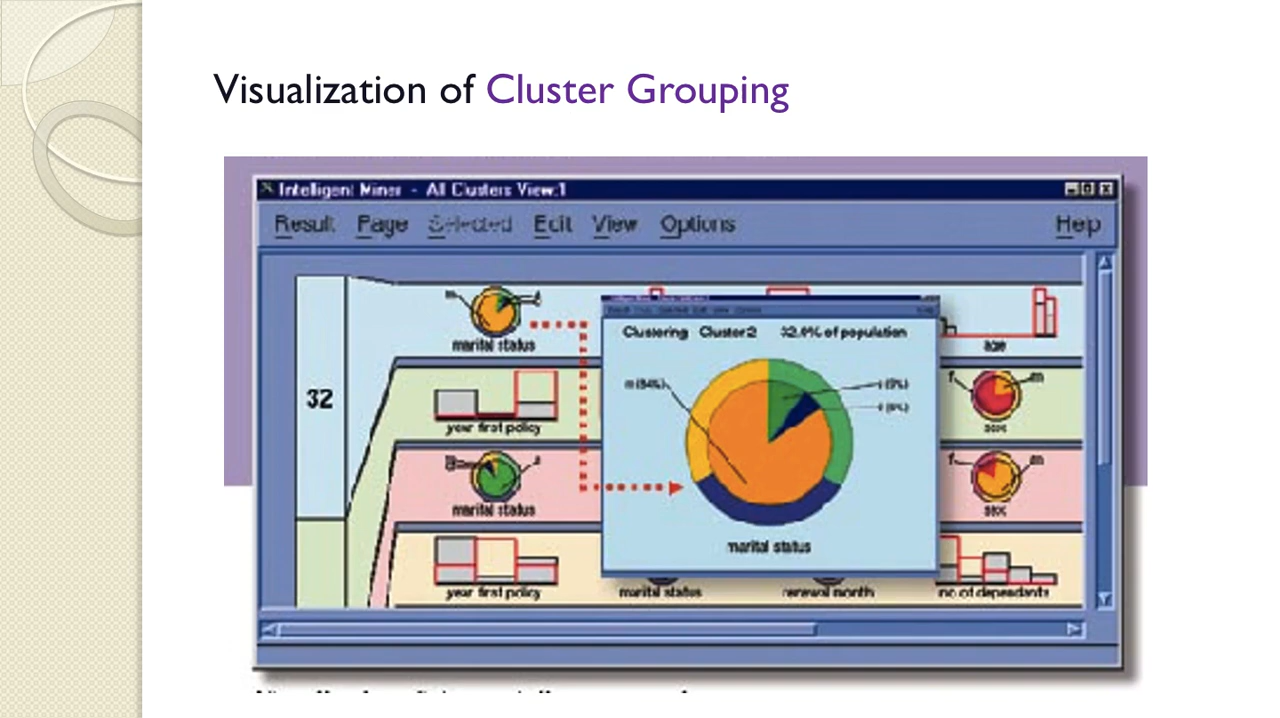 Visualization of Cluster Grouping
Intelligent Miner - All Clusters View:1
Result Page Selected Edit View Options Help
32
m
marital status
age
Clustering Cluster2 32.0% of population
m (84%)
marital status
year first policy
f m
sex
marital status
f m
sex
year first policy
marital status
renewal month
no of dependants